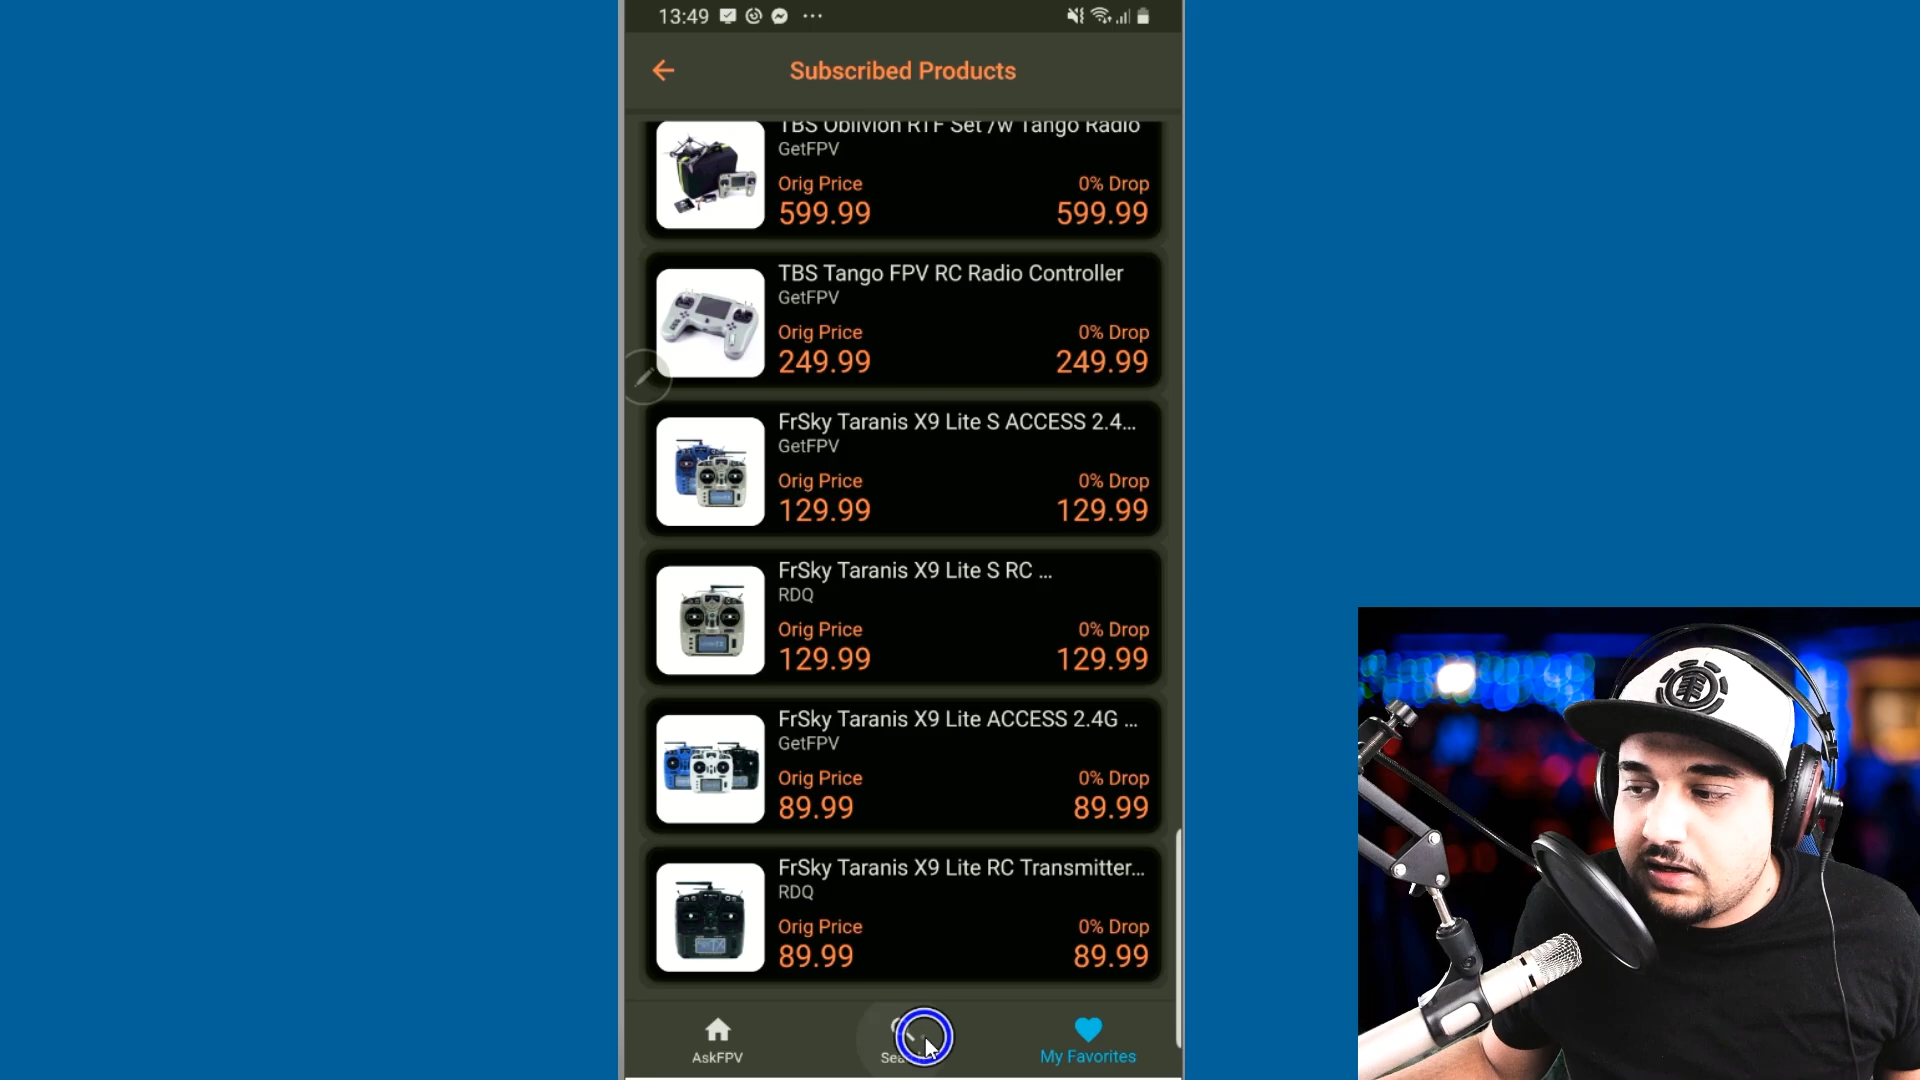 13:49
Subscribed Products
TBS Oblivion RTF Set /w Tango Radio
GetFPV
Orig Price 0% Drop
599.99 599.99
TBS Tango FPV RC Radio Controller
GetFPV
Orig Price 0% Drop
249.99 249.99
FrSky Taranis X9 Lite S ACCESS 2.4...
GetFPV
Orig Price 0% Drop
129.99 129.99
FrSky Taranis X9 Lite S RC ...
RDQ
Orig Price 0% Drop
129.99 129.99
FrSky Taranis X9 Lite ACCESS 2.4G ...
GetFPV
Orig Price 0% Drop
89.99 89.99
FrSky Taranis X9 Lite RC Transmitter...
RDQ
Orig Price 0% Drop
89.99 89.99
AskFPV My Favorites